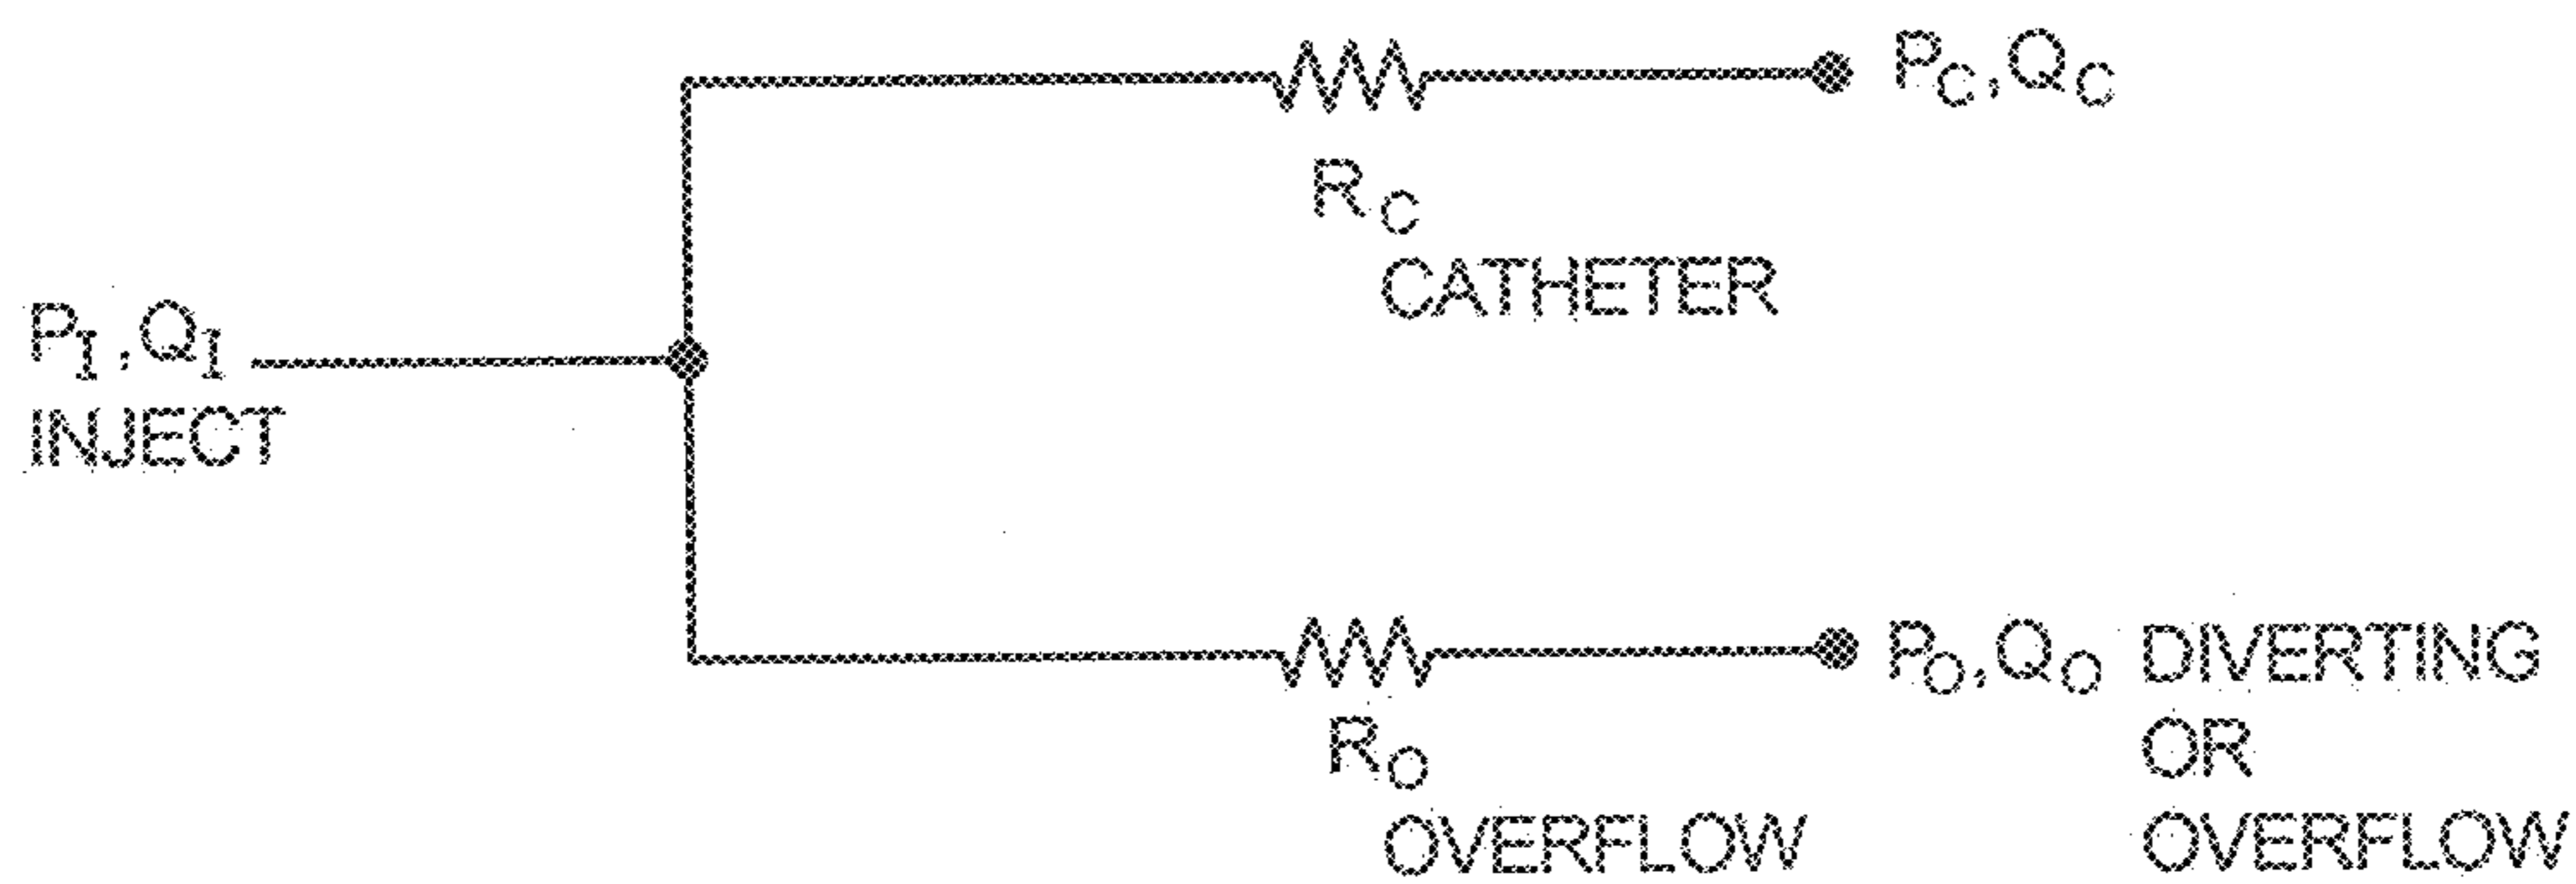 PC,QC
RC
CATHETER
PI,QI
INJECT
PO,QO DIVERTING
OR
OVERFLOW
RO
OVERFLOW